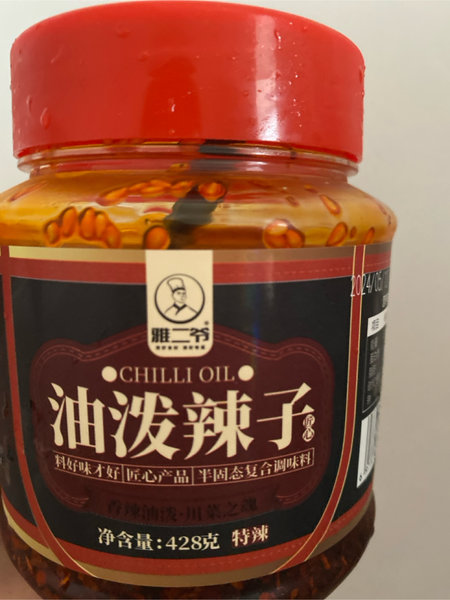 雅二爷
CHILLI OIL
油泼辣子
匠心
料好味才好 匠心产品 半固态复合调味料
香辣油泼·川菜之魂
净含量:428克 特辣